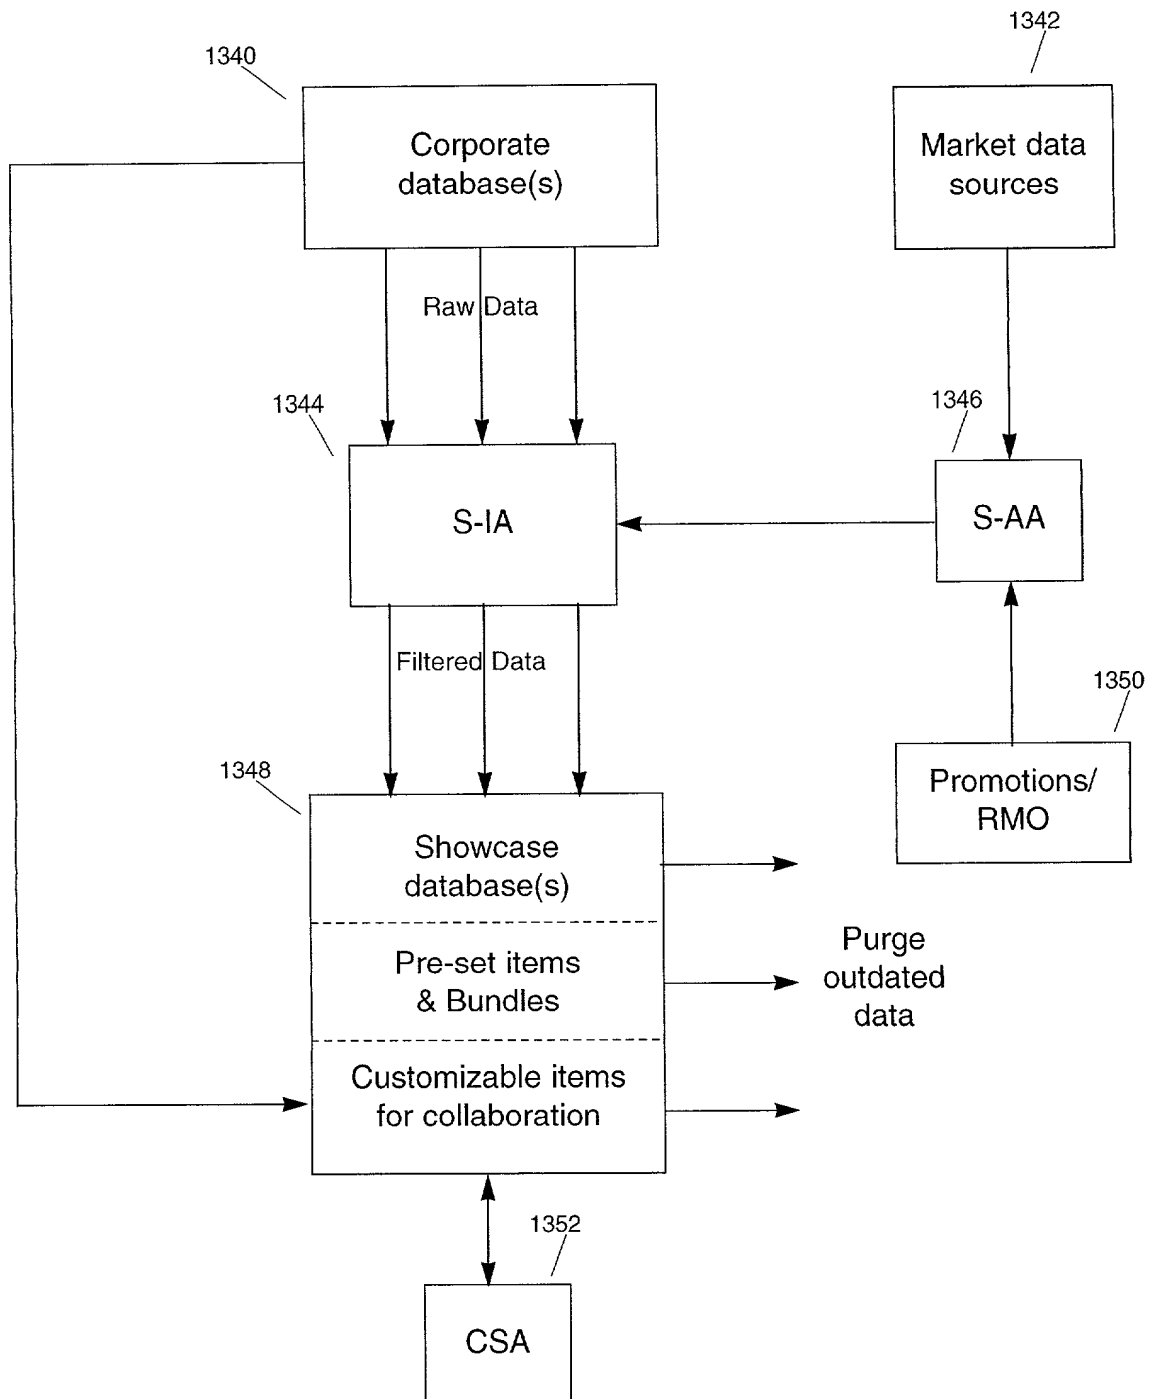 1342
1340
Corporate
database(s)
Market data
sources
Raw Data
1344
1346
S-IA
S-AA
Filtered Data
1350
1348
Promotions/
RMO
Showcase
database(s)
Pre-set items
& Bundles
Purge
outdated
data
Customizable items
for collaboration
1352
CSA